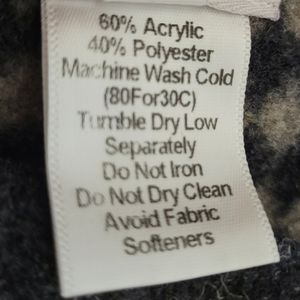 60% Acrylic
40% Polyester
Machine Wash Cold
(80For30C)
Tumble Dry Low
Separately
Do Not Iron
Do Not Dry Clean
Avoid Fabric
Softeners